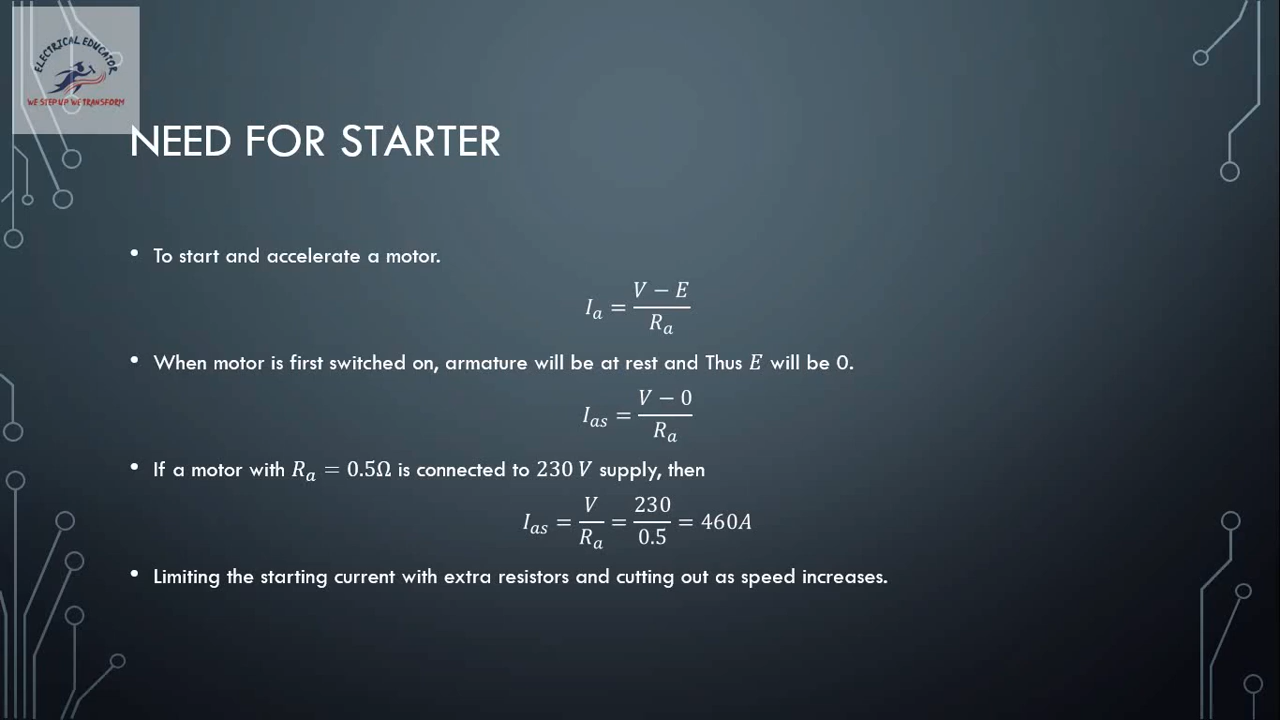 ELECTRICAL EDUCATOR
WE STEP UP WE TRANSFORM
NEED FOR STARTER
• To start and accelerate a motor.
I_a = (V − E) / R_a
• When motor is first switched on, armature will be at rest and Thus E will be 0.
I_as = (V − 0) / R_a
• If a motor with R_a = 0.5Ω is connected to 230 V supply, then
I_as = V / R_a = 230 / 0.5 = 460A
• Limiting the starting current with extra resistors and cutting out as speed increases.